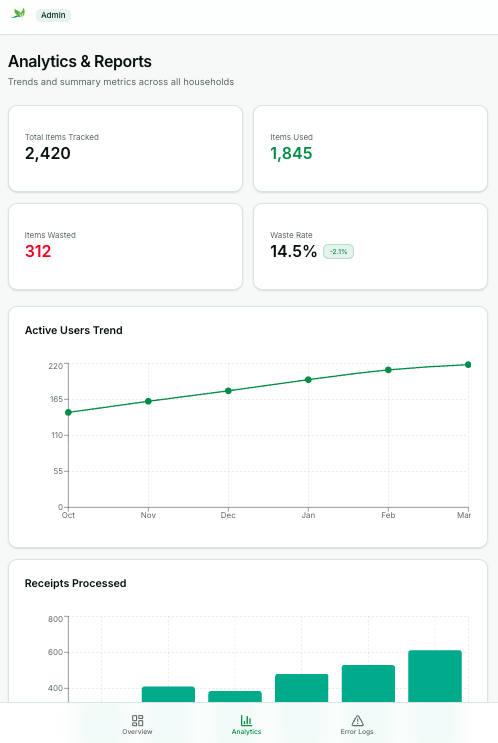 Admin
Analytics & Reports
Trends and summary metrics across all households
Total Items Tracked
2,420
Items Used
1,845
Items Wasted
312
Waste Rate
14.5% -2.1%
Active Users Trend
220
165
110
55
0
Oct Nov Dec Jan Feb Mar
Receipts Processed
800
600
400
Overview Analytics Error Logs